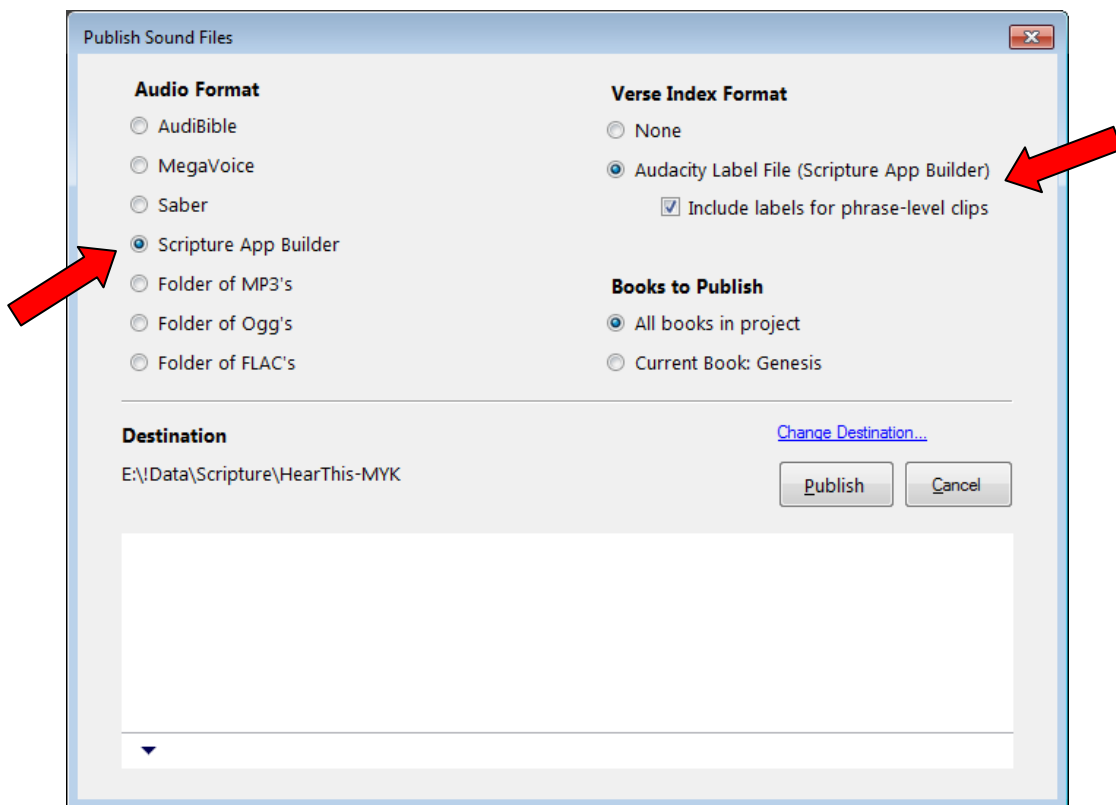 Publish Sound Files
Audio Format
AudiBible
MegaVoice
Saber
Scripture App Builder
Folder of MP3's
Folder of Ogg's
Folder of FLAC's
Verse Index Format
None
Audacity Label File (Scripture App Builder)
Include labels for phrase-level clips
Books to Publish
All books in project
Current Book: Genesis
Destination
Change Destination...
E:\!Data\Scripture\HearThis-MYK
Publish
Cancel